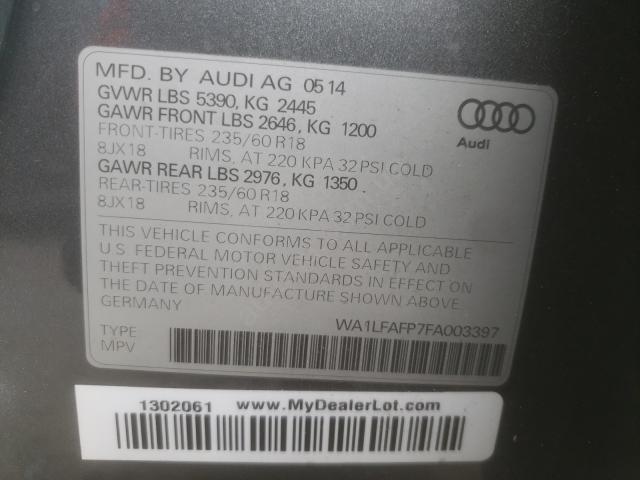 MFD. BY AUDI AG 05 14
GVWR LBS 5390, KG 2445
GAWR FRONT LBS 2646, KG 1200
FRONT-TIRES 235/60 R18
8JX18 RIMS, AT 220 KPA 32 PSI COLD
GAWR REAR LBS 2976, KG 1350
REAR-TIRES 235/60 R18
8JX18 RIMS, AT 220 KPA 32 PSI COLD
Audi
THIS VEHICLE CONFORMS TO ALL APPLICABLE
U.S. FEDERAL MOTOR VEHICLE SAFETY AND
THEFT PREVENTION STANDARDS IN EFFECT ON
THE DATE OF MANUFACTURE SHOWN ABOVE.
GERMANY
TYPE WA1LFAFP7FA003397
MPV
1302061 www.MyDealerLot.com